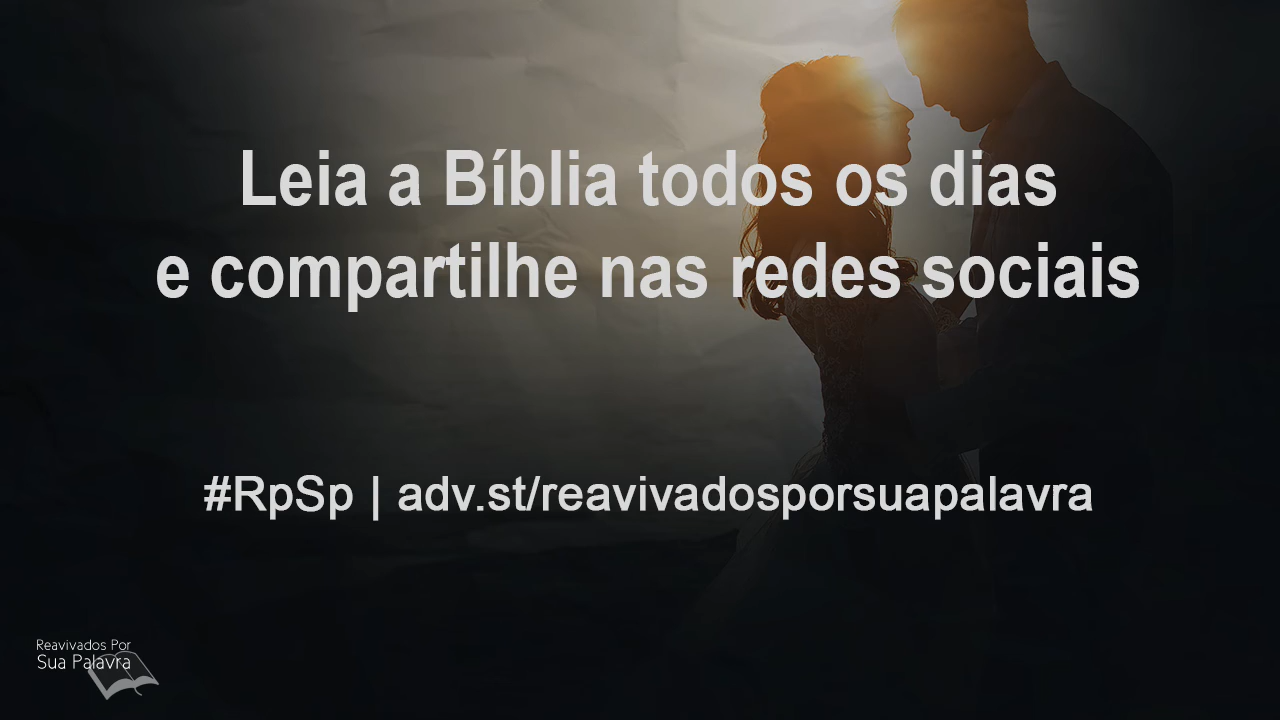 Leia a Bíblia todos os dias
e compartilhe nas redes sociais
#RpSp | adv.st/reavivadosporsuapalavra
Reavivados Por
Sua Palavra